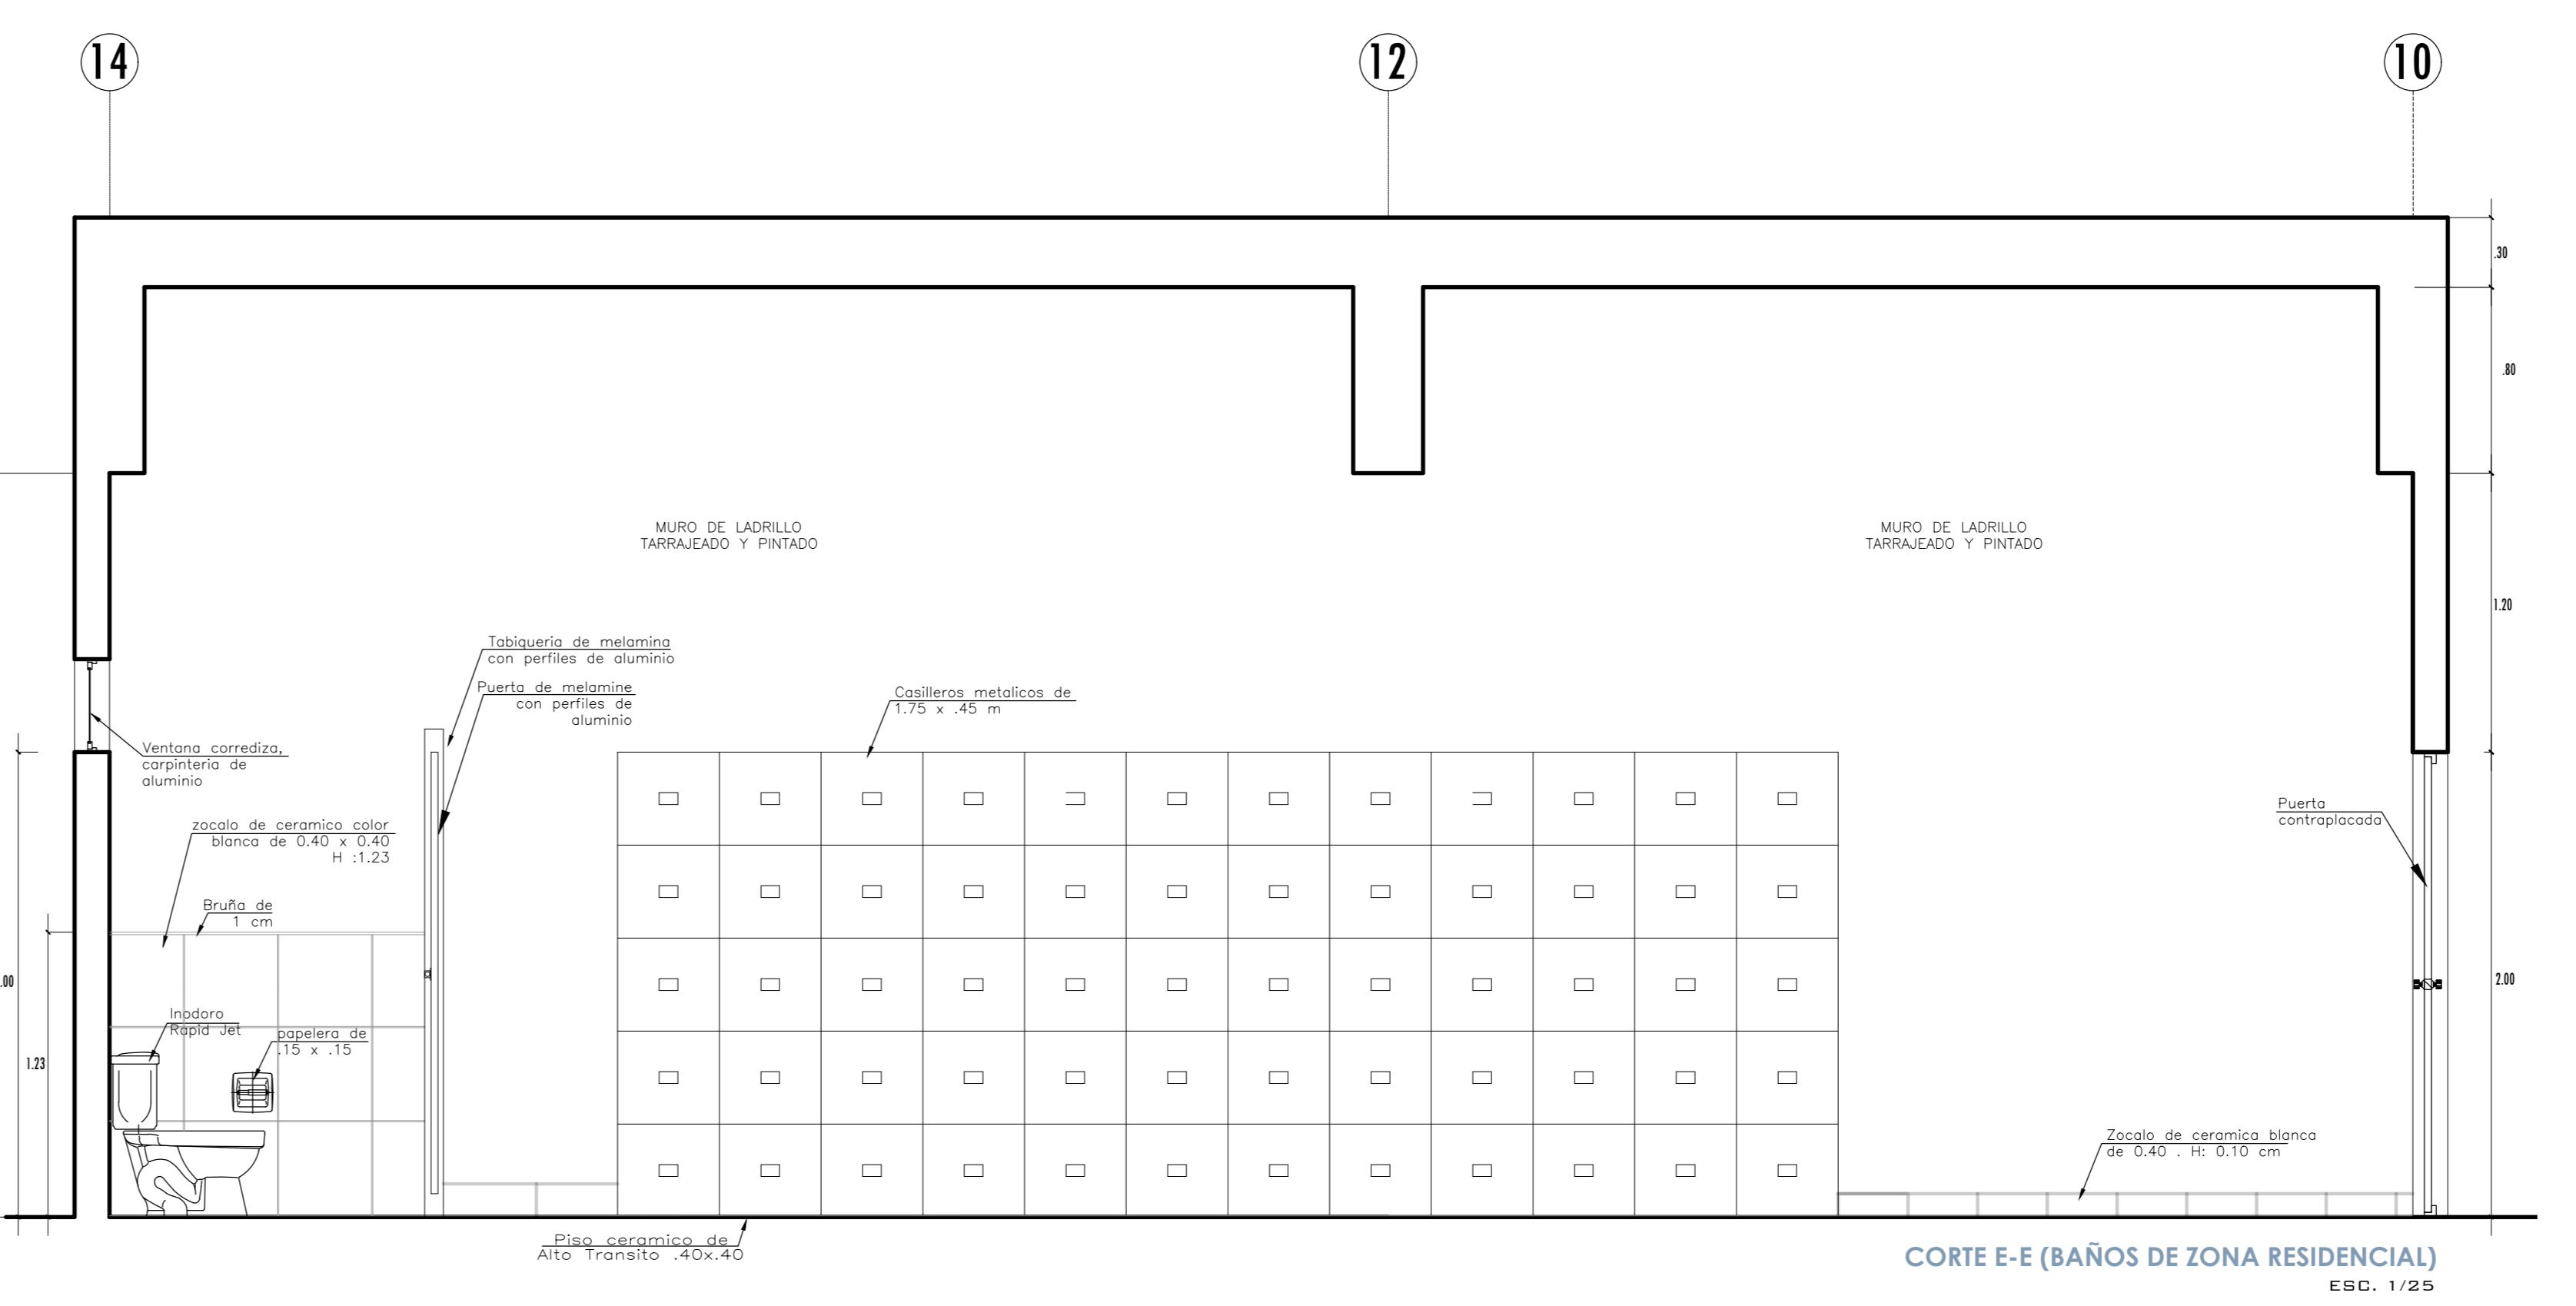 14
12
10
.30
.80
MURO DE LADRILLO
TARRAJEADO Y PINTADO
MURO DE LADRILLO
TARRAJEADO Y PINTADO
1.20
Tabiqueria de melamina
con perfiles de aluminio
Puerta de melamine
con perfiles de
aluminio
Casilleros metalicos de
1.75 x .45 m
Ventana corrediza,
carpinteria de
aluminio
Puerta
contraplacada
zocalo de ceramico color
blanca de 0.40 x 0.40
H :1.23
Bruña de
1 cm
.00
2.00
Inodoro
Rapid Jet
papelera de
.15 x .15
1.23
Zocalo de ceramica blanca
de 0.40 . H: 0.10 cm
Piso ceramico de
Alto Transito .40x.40
CORTE E-E (BAÑOS DE ZONA RESIDENCIAL)
ESC. 1/25